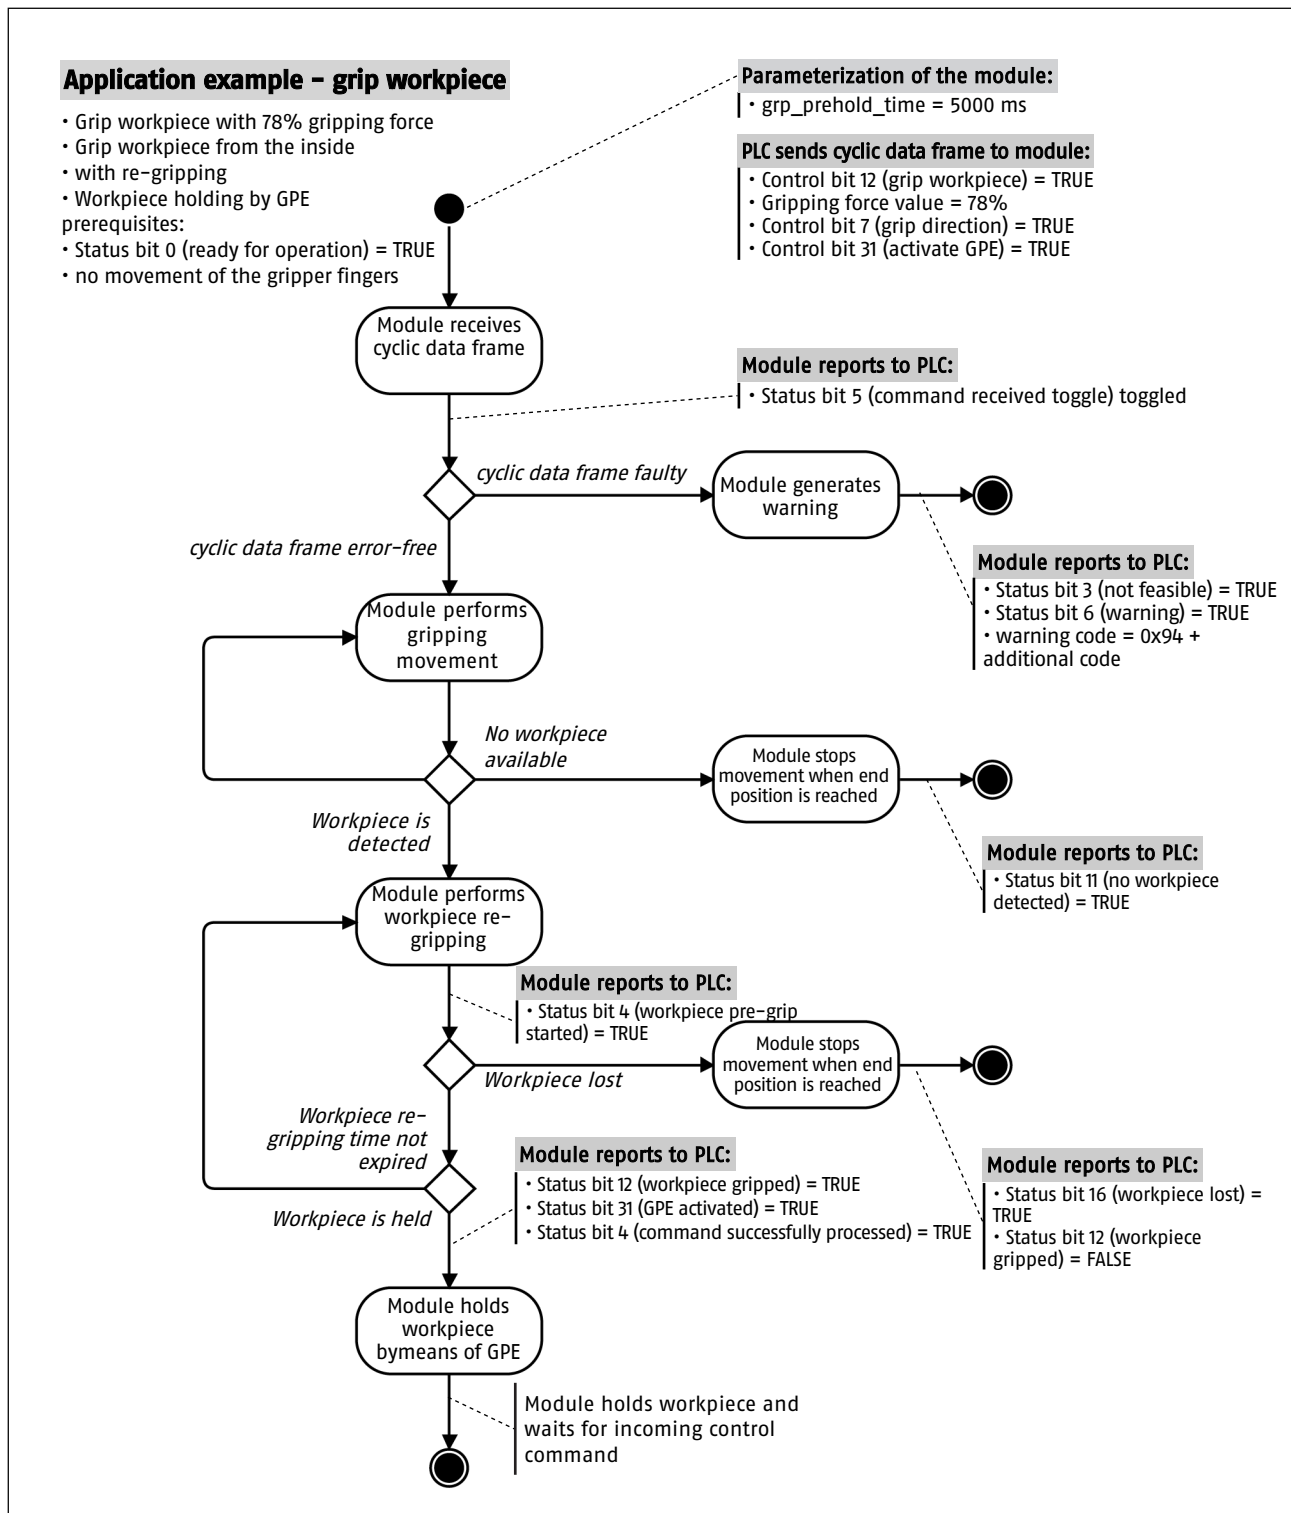 Application example – grip workpiece
• Grip workpiece with 78% gripping force
• Grip workpiece from the inside
• with re-gripping
• Workpiece holding by GPE
prerequisites:
• Status bit 0 (ready for operation) = TRUE
• no movement of the gripper fingers
Parameterization of the module:
• grp_prehold_time = 5000 ms
PLC sends cyclic data frame to module:
• Control bit 12 (grip workpiece) = TRUE
• Gripping force value = 78%
• Control bit 7 (grip direction) = TRUE
• Control bit 31 (activate GPE) = TRUE
Module receives
cyclic data frame
Module reports to PLC:
• Status bit 5 (command received toggle) toggled
cyclic data frame faulty
Module generates
warning
cyclic data frame error-free
Module reports to PLC:
• Status bit 3 (not feasible) = TRUE
• Status bit 6 (warning) = TRUE
• warning code = 0x94 +
additional code
Module performs
gripping
movement
No workpiece
available
Module stops
movement when end
position is reached
Workpiece is
detected
Module reports to PLC:
• Status bit 11 (no workpiece
detected) = TRUE
Module performs
workpiece re-
gripping
Module reports to PLC:
• Status bit 4 (workpiece pre-grip
started) = TRUE
Workpiece lost
Module stops
movement when end
position is reached
Workpiece re-
gripping time not
expired
Module reports to PLC:
• Status bit 12 (workpiece gripped) = TRUE
• Status bit 31 (GPE activated) = TRUE
• Status bit 4 (command successfully processed) = TRUE
Module reports to PLC:
• Status bit 16 (workpiece lost) =
TRUE
• Status bit 12 (workpiece
gripped) = FALSE
Workpiece is held
Module holds
workpiece
bymeans of GPE
Module holds workpiece and
waits for incoming control
command